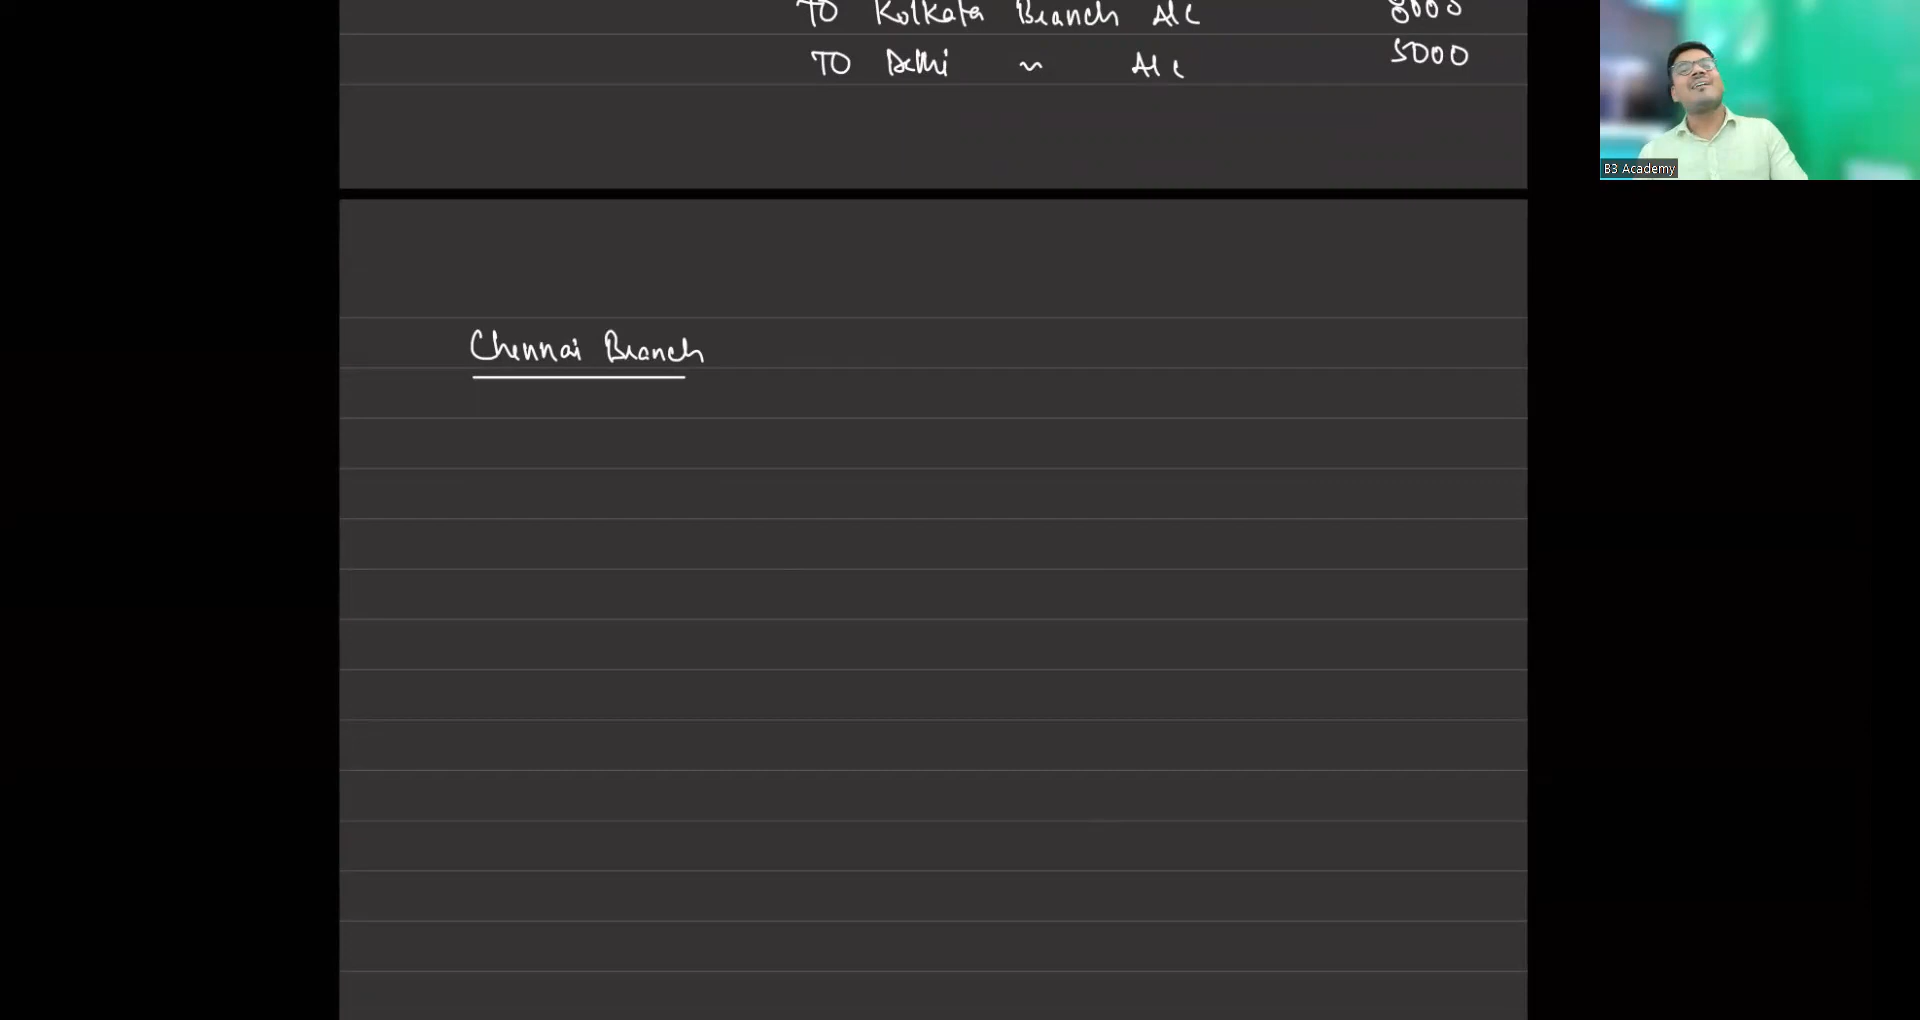 TO Kolkata Branch A/c 8000
TO Delhi ~ A/c 5000
B3 Academy
Chennai Branch